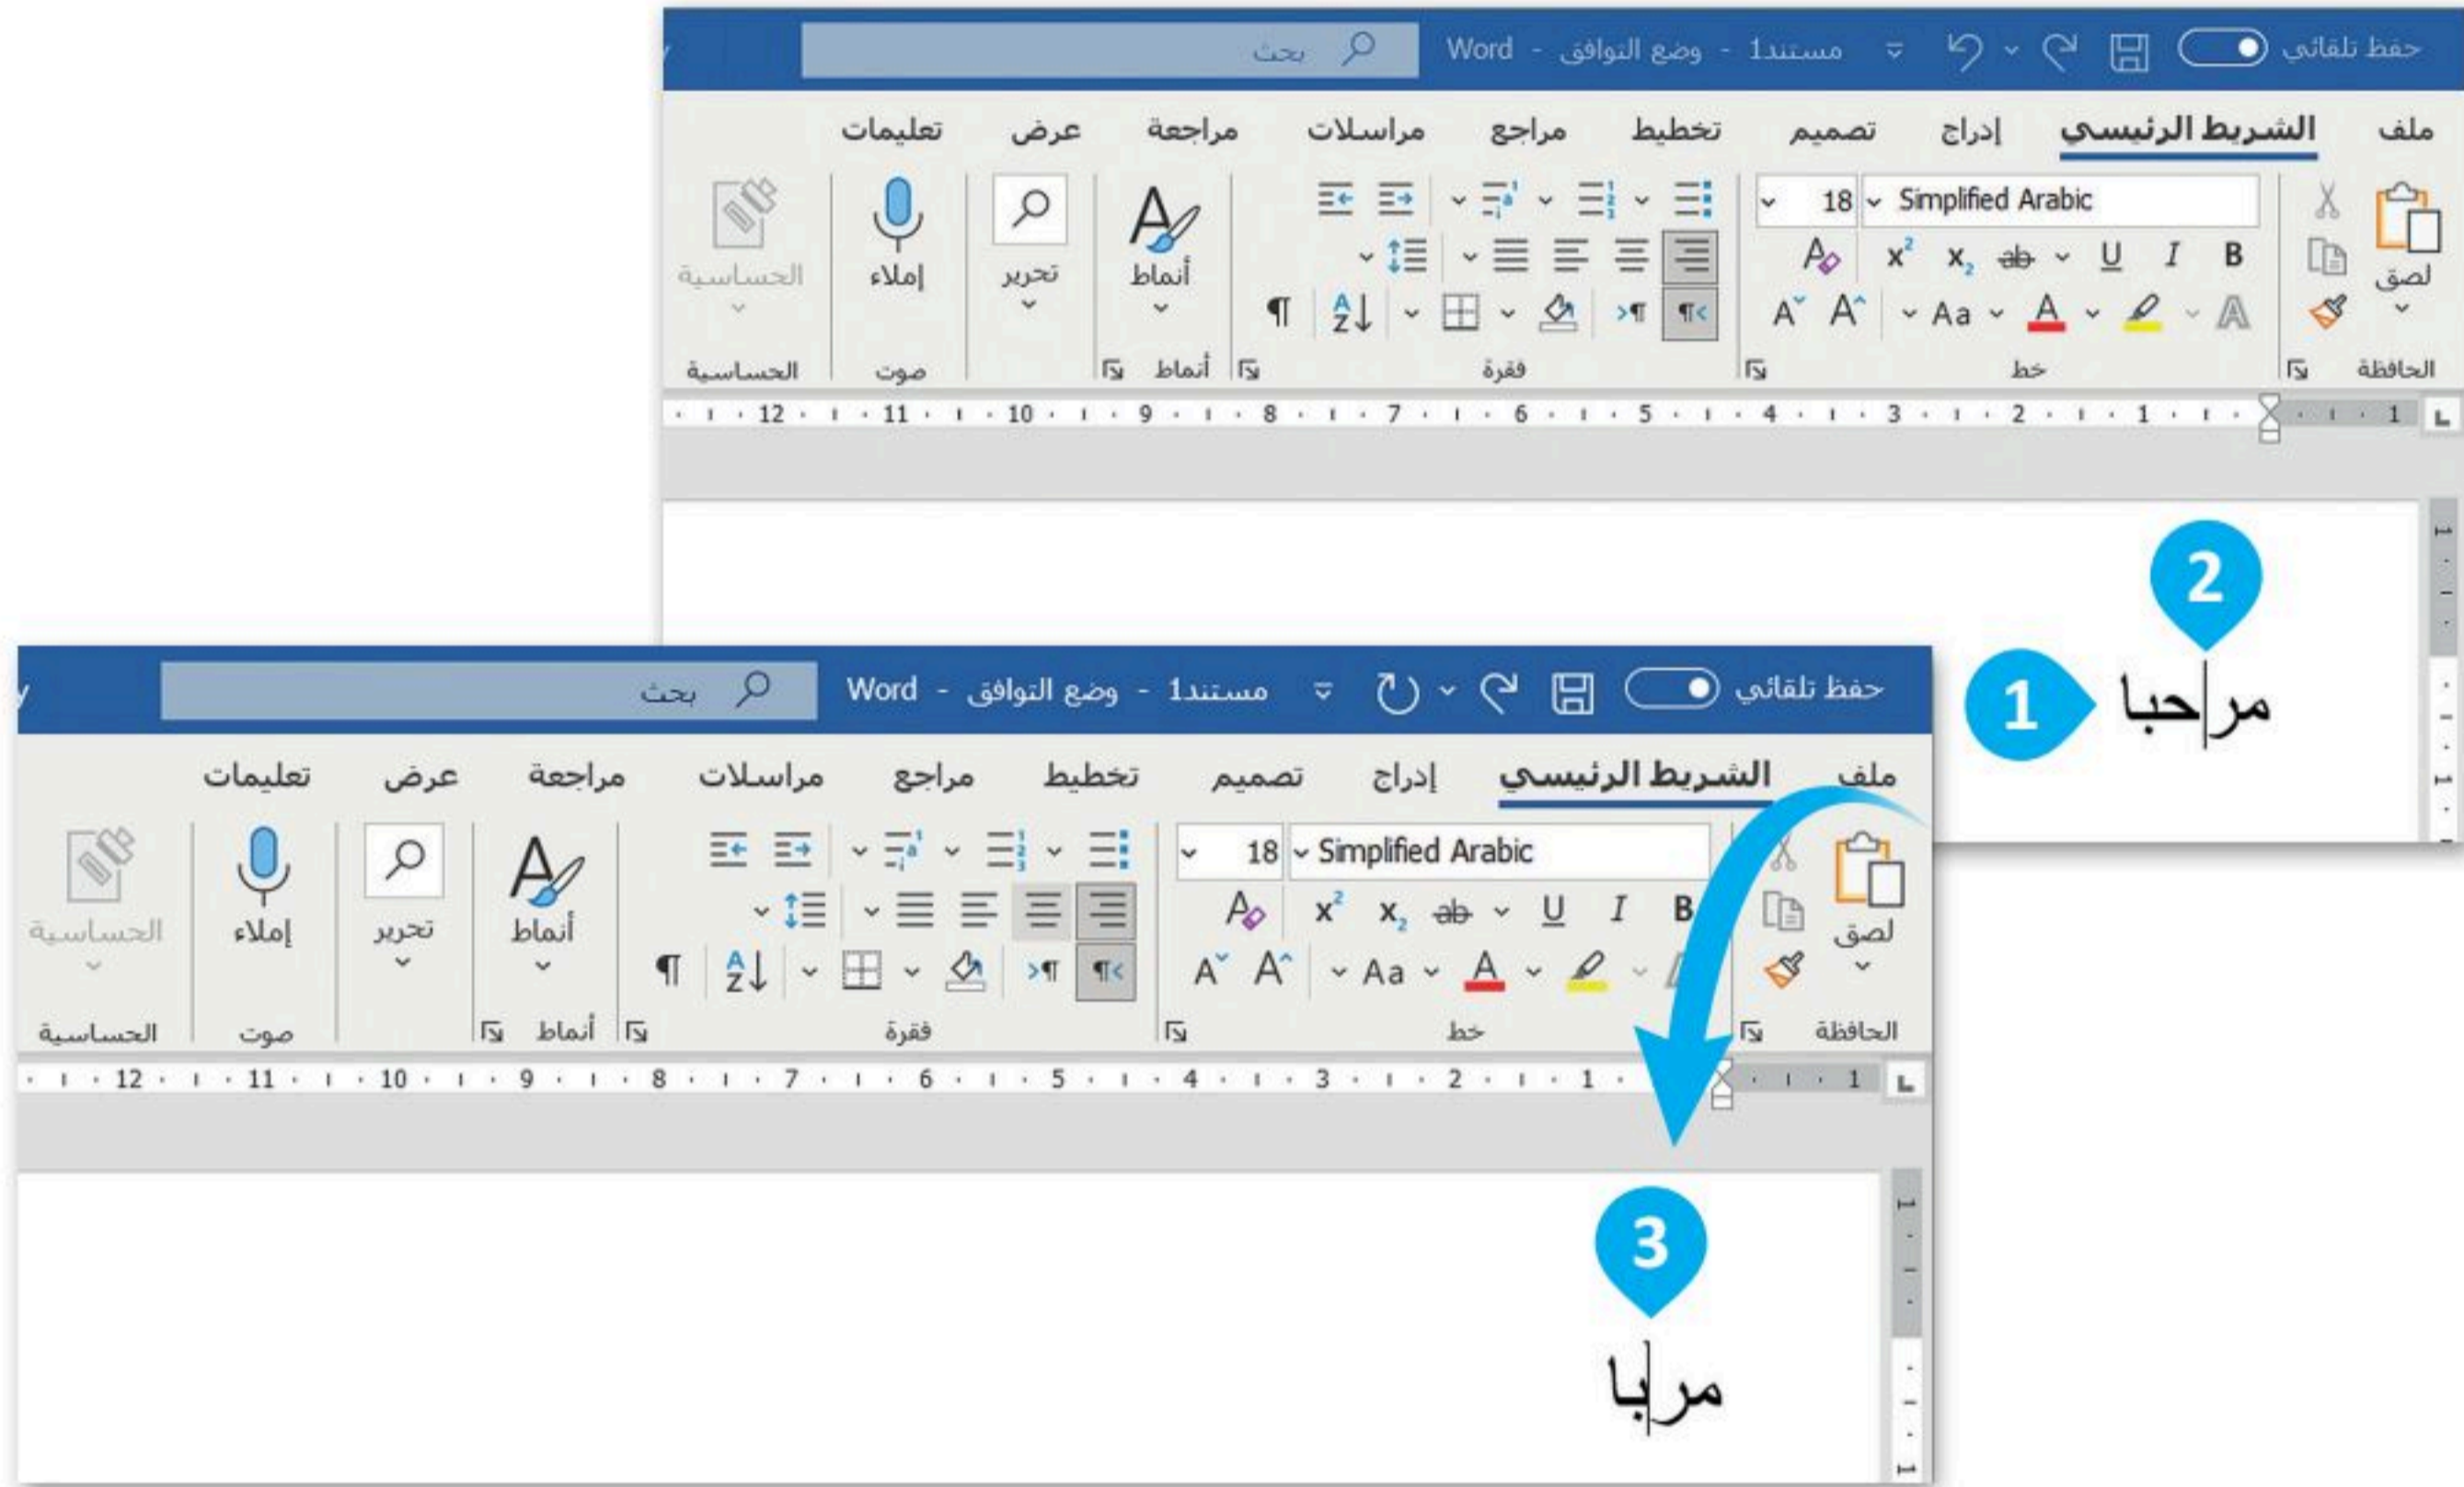 حفظ تلقائي مستند1 - وضع التوافق - Word بحث
ملف الشريط الرئيسي إدراج تصميم تخطيط مراجع مراسلات مراجعة عرض تعليمات
Simplified Arabic 18
B I U ab x₂ x²
لصق أنماط تحرير إملاء الحساسية
A A Aa A A A Z
الحافظة خط فقرة أنماط صوت الحساسية
1 1 2 3 4 5 6 7 8 9 10 11 12
2
1
مرحبا
1
1
حفظ تلقائي مستند1 - وضع التوافق - Word بحث
ملف الشريط الرئيسي إدراج تصميم تخطيط مراجع مراسلات مراجعة عرض تعليمات
Simplified Arabic 18
B I U ab x₂ x²
لصق أنماط تحرير إملاء الحساسية
A Aa A A A Z
الحافظة خط فقرة أنماط صوت الحساسية
1 1 2 3 4 5 6 7 8 9 10 11 12
3
1
مربا
1